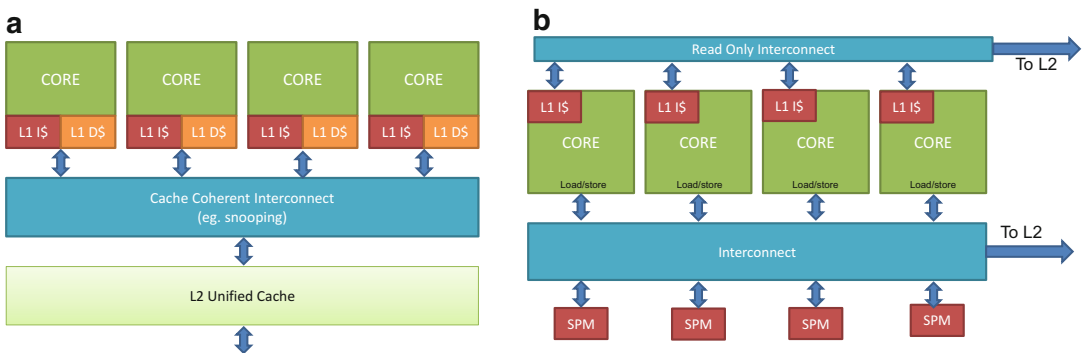 a
CORE CORE CORE CORE
L1 I$ L1 D$ L1 I$ L1 D$ L1 I$ L1 D$ L1 I$ L1 D$
Cache Coherent Interconnect
(eg. snooping)
L2 Unified Cache
b
Read Only Interconnect
To L2
L1 I$ L1 I$ L1 I$ L1 I$
CORE CORE CORE CORE
Load/store Load/store Load/store Load/store
To L2
Interconnect
SPM SPM SPM SPM